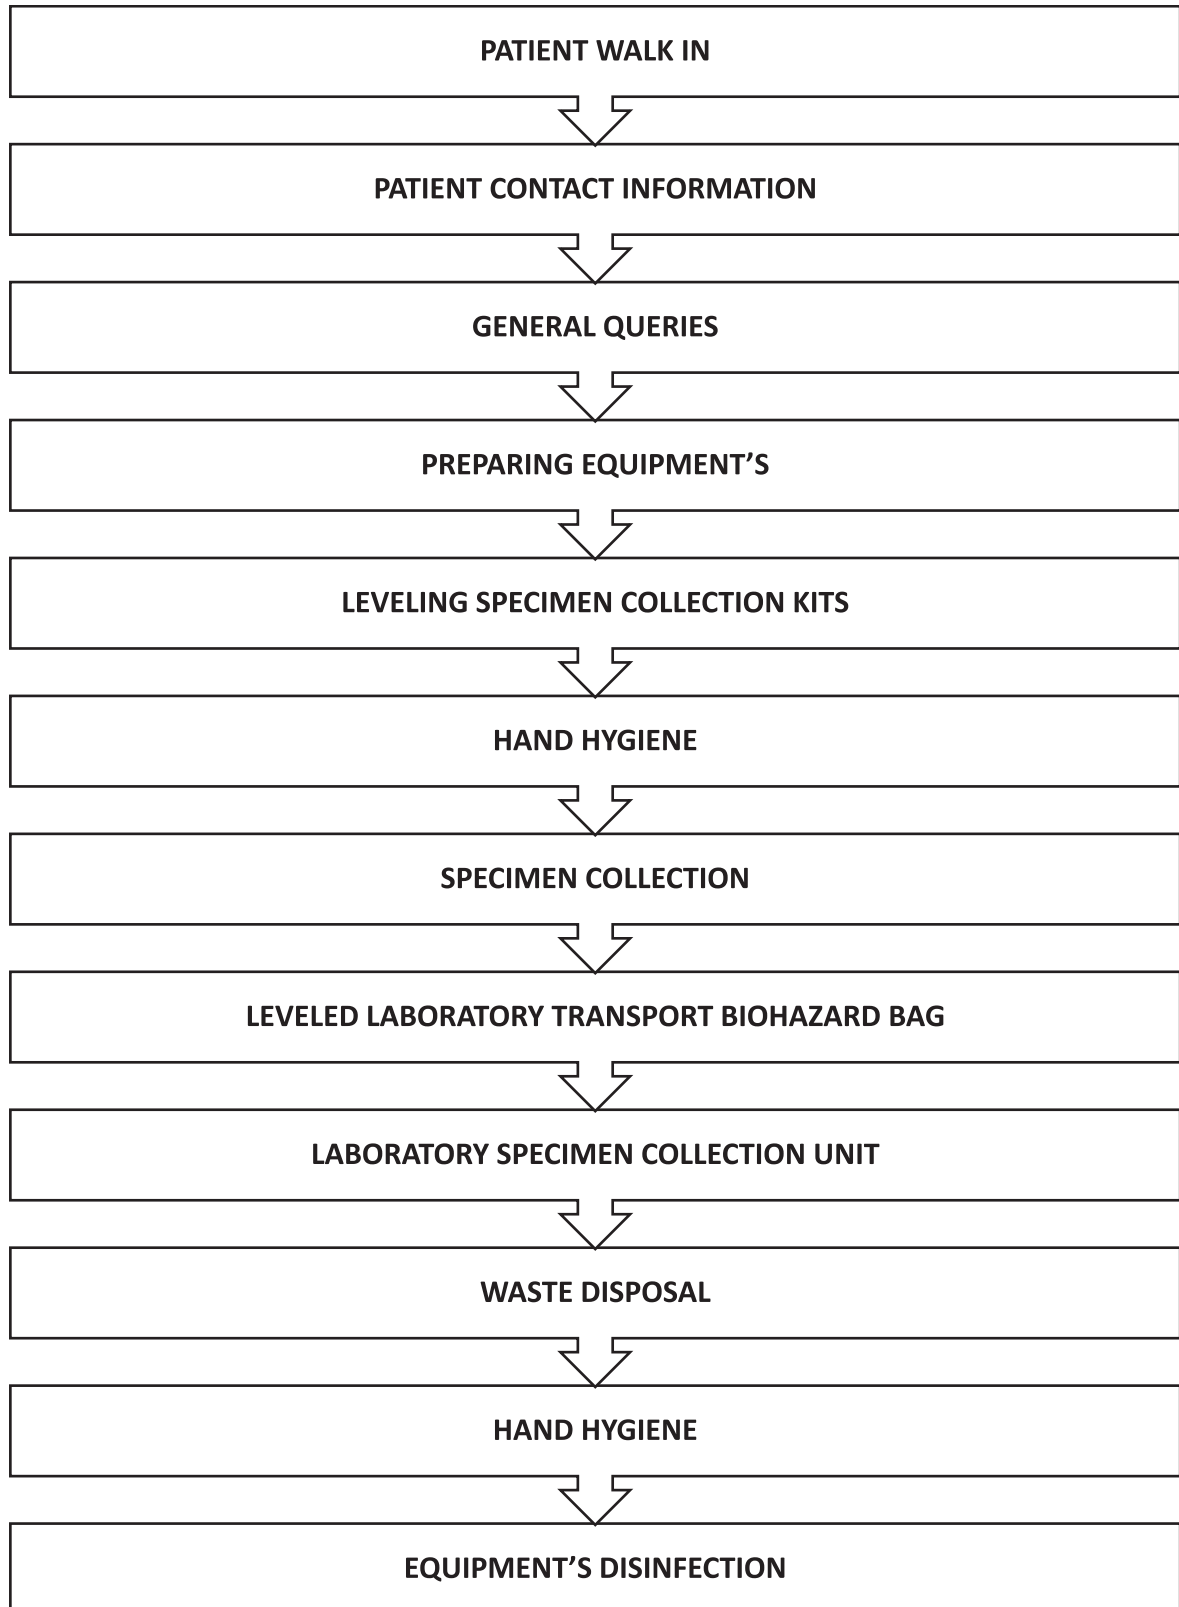 PATIENT WALK IN
PATIENT CONTACT INFORMATION
GENERAL QUERIES
PREPARING EQUIPMENT’S
LEVELING SPECIMEN COLLECTION KITS
HAND HYGIENE
SPECIMEN COLLECTION
LEVELED LABORATORY TRANSPORT BIOHAZARD BAG
LABORATORY SPECIMEN COLLECTION UNIT
WASTE DISPOSAL
HAND HYGIENE
EQUIPMENT’S DISINFECTION